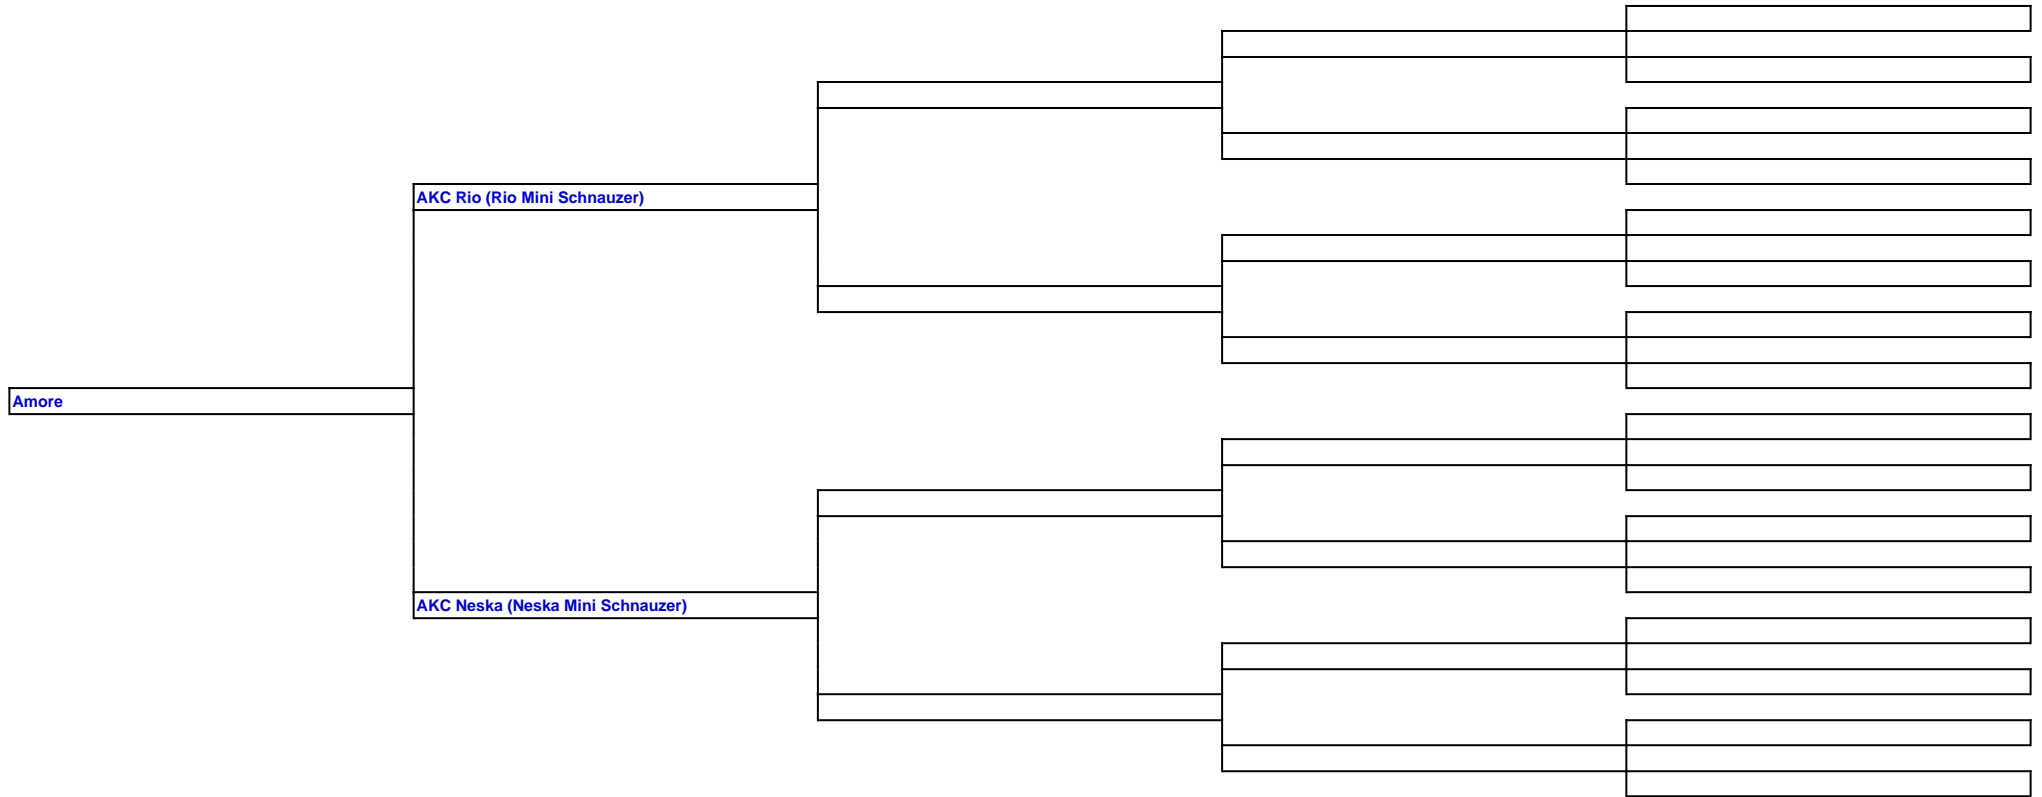 AKC Rio (Rio Mini Schnauzer)
Amore
AKC Neska (Neska Mini Schnauzer)